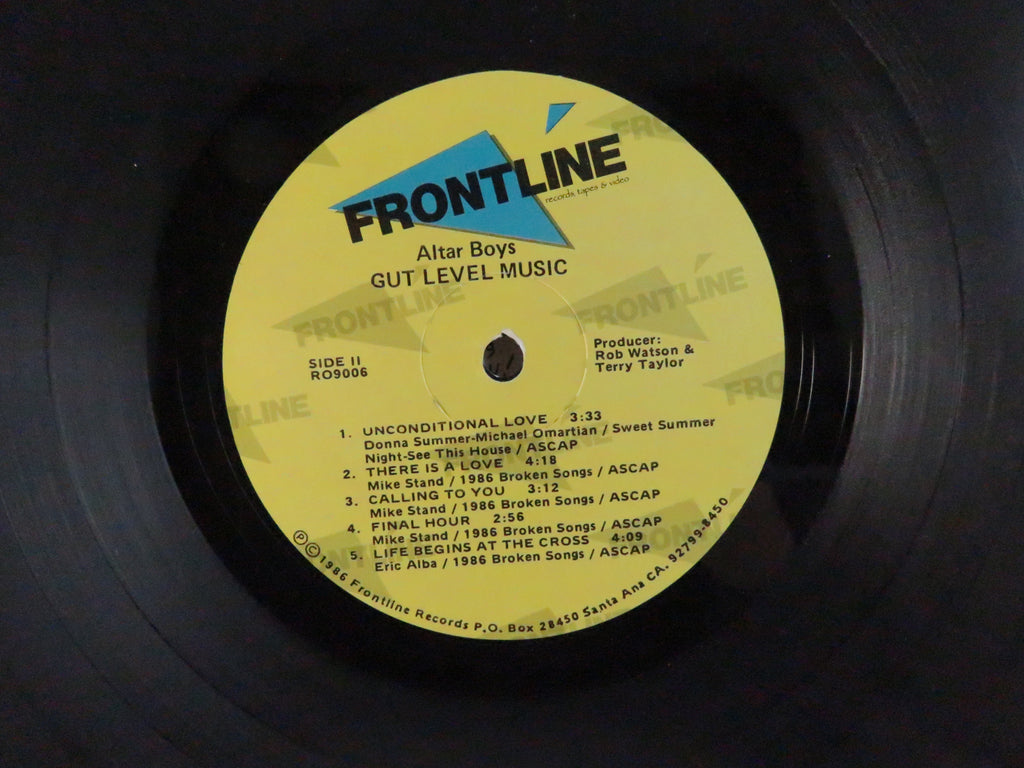 FRONTLINE
records, tapes & video
Altar Boys
GUT LEVEL MUSIC
SIDE II
RO9006
Producer:
Rob Watson &
Terry Taylor
1. UNCONDITIONAL LOVE 3:33
Donna Summer-Michael Omartian / Sweet Summer
Night-See This House / ASCAP
2. THERE IS A LOVE 4:18
Mike Stand / 1986 Broken Songs / ASCAP
3. CALLING TO YOU 3:12
Mike Stand / 1986 Broken Songs / ASCAP
4. FINAL HOUR 2:56
Mike Stand / 1986 Broken Songs / ASCAP
5. LIFE BEGINS AT THE CROSS 4:09
Eric Alba / 1986 Broken Songs / ASCAP
℗©1986 Frontline Records P.O. Box 28450 Santa Ana CA. 92799-8450
FRONTLINE
FRONTLINE